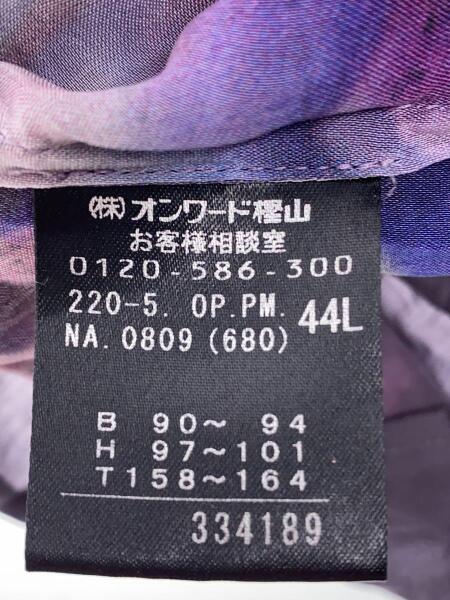 (株)オンワード樫山
お客様相談室
0120-586-300
220-5. OP.PM. 44L
NA. 0809 (680)
B 90～ 94
H 97～101
T158～164
334189